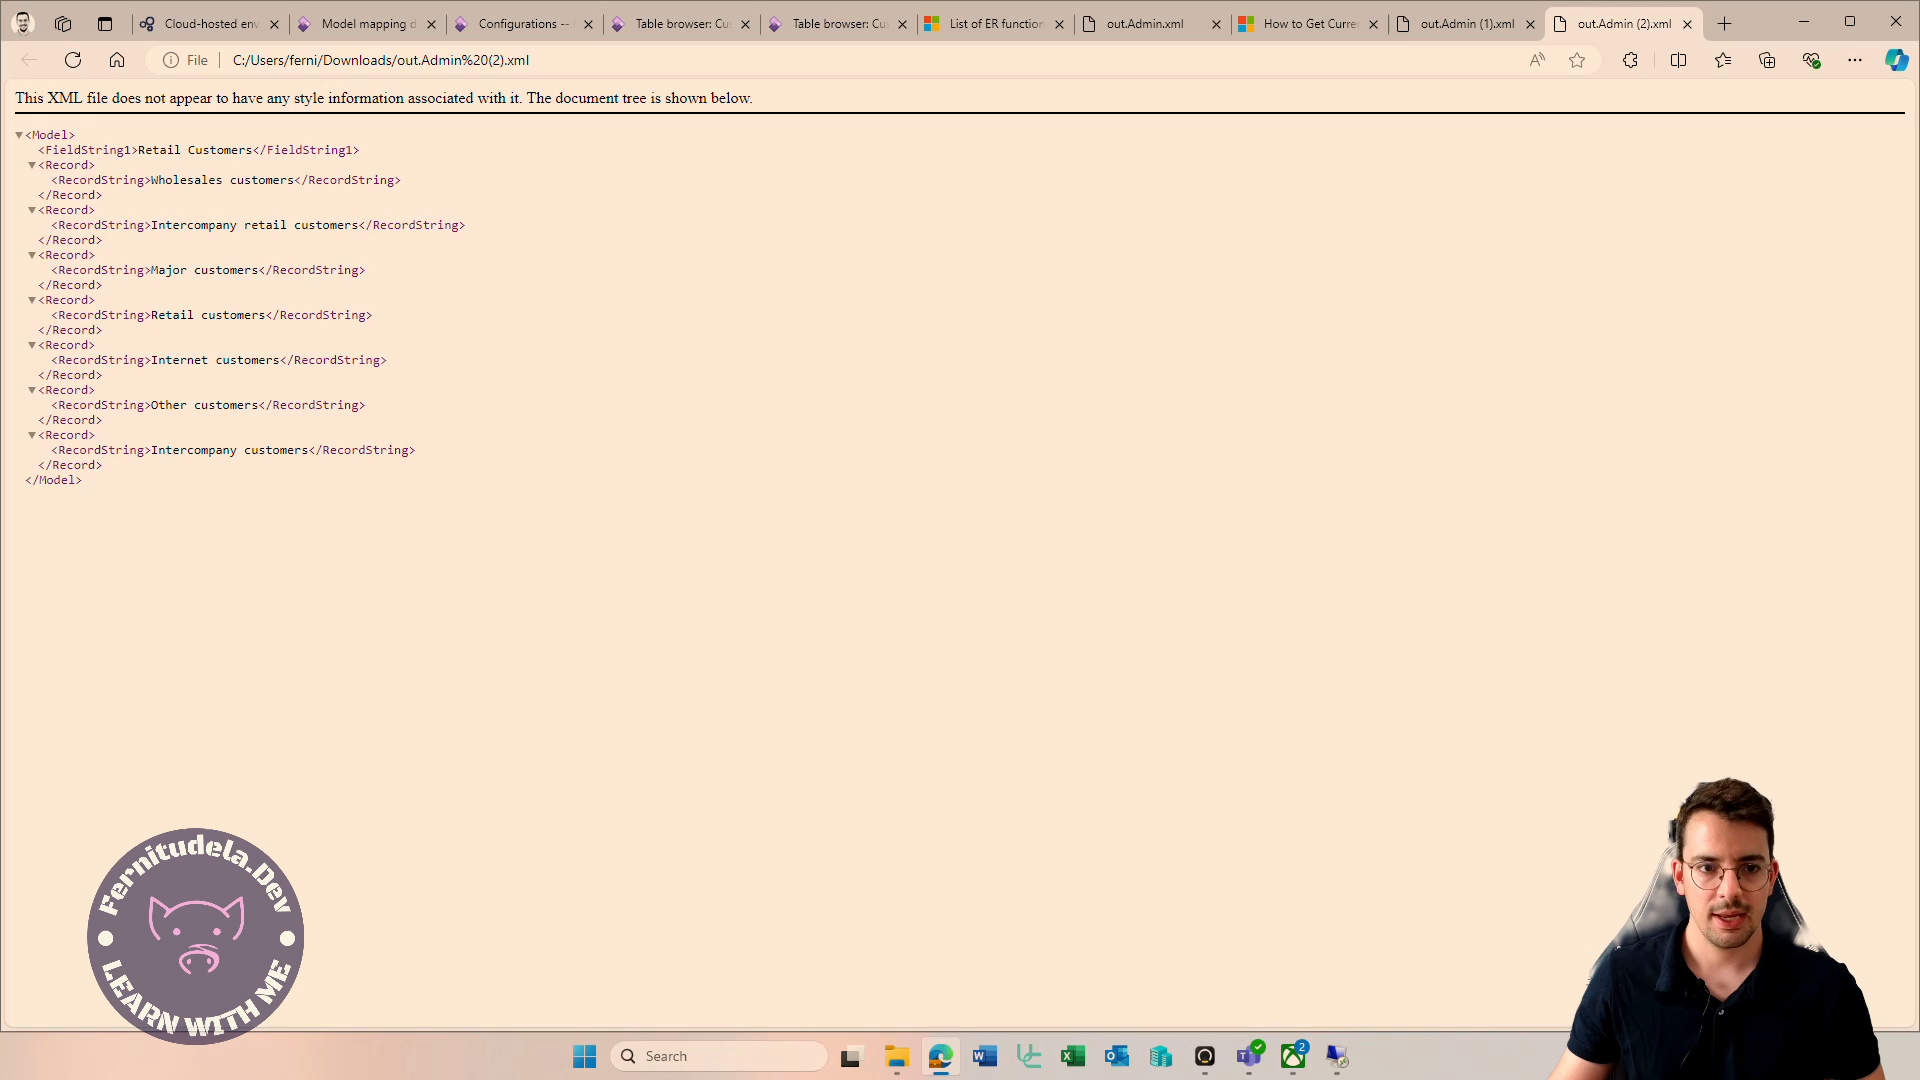 Cloud-hosted env
Model mapping d
Configurations --
Table browser: Cu
Table browser: Cu
List of ER function
out.Admin.xml
How to Get Curre
out.Admin (1).xml
out.Admin (2).xml
File
C:/Users/ferni/Downloads/out.Admin%20(2).xml
This XML file does not appear to have any style information associated with it. The document tree is shown below.
<Model>
<FieldString1>Retail Customers</FieldString1>
<Record>
<RecordString>Wholesales customers</RecordString>
</Record>
<Record>
<RecordString>Intercompany retail customers</RecordString>
</Record>
<Record>
<RecordString>Major customers</RecordString>
</Record>
<Record>
<RecordString>Retail customers</RecordString>
</Record>
<Record>
<RecordString>Internet customers</RecordString>
</Record>
<Record>
<RecordString>Other customers</RecordString>
</Record>
<Record>
<RecordString>Intercompany customers</RecordString>
</Record>
</Model>
Fernitudela.Dev
LEARN WITH ME
Search
2